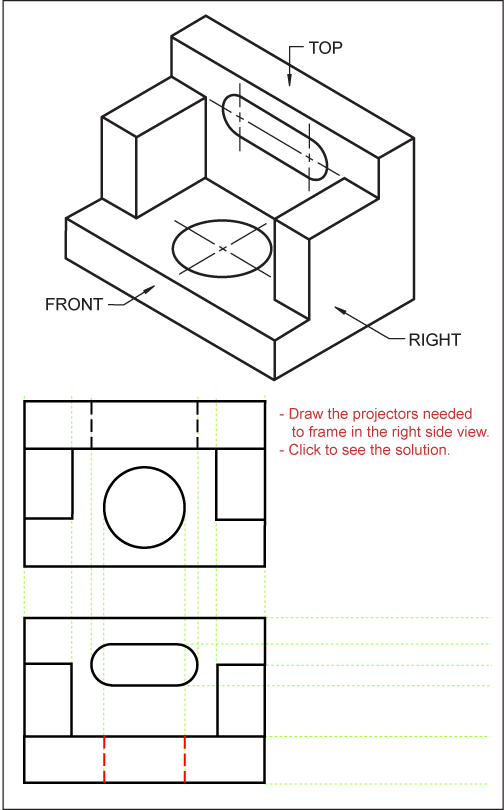 TOP
FRONT
RIGHT
- Draw the projectors needed
to frame in the right side view.
- Click to see the solution.